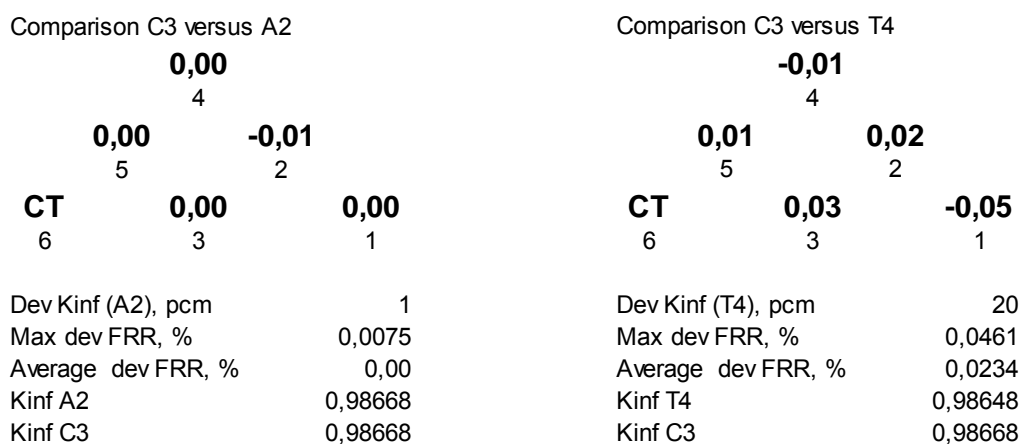 Comparison C3 versus A2
0,00
4
0,00 -0,01
5 2
CT 0,00 0,00
6 3 1
Dev Kinf (A2), pcm 1
Max dev FRR, % 0,0075
Average dev FRR, % 0,00
Kinf A2 0,98668
Kinf C3 0,98668
Comparison C3 versus T4
-0,01
4
0,01 0,02
5 2
CT 0,03 -0,05
6 3 1
Dev Kinf (T4), pcm 20
Max dev FRR, % 0,0461
Average dev FRR, % 0,0234
Kinf T4 0,98648
Kinf C3 0,98668